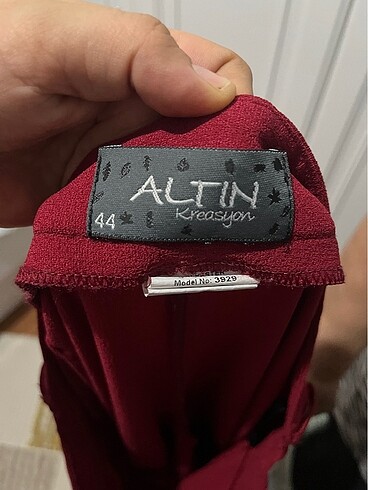 ALTIN
Kreasyon
44
Model No: 3929